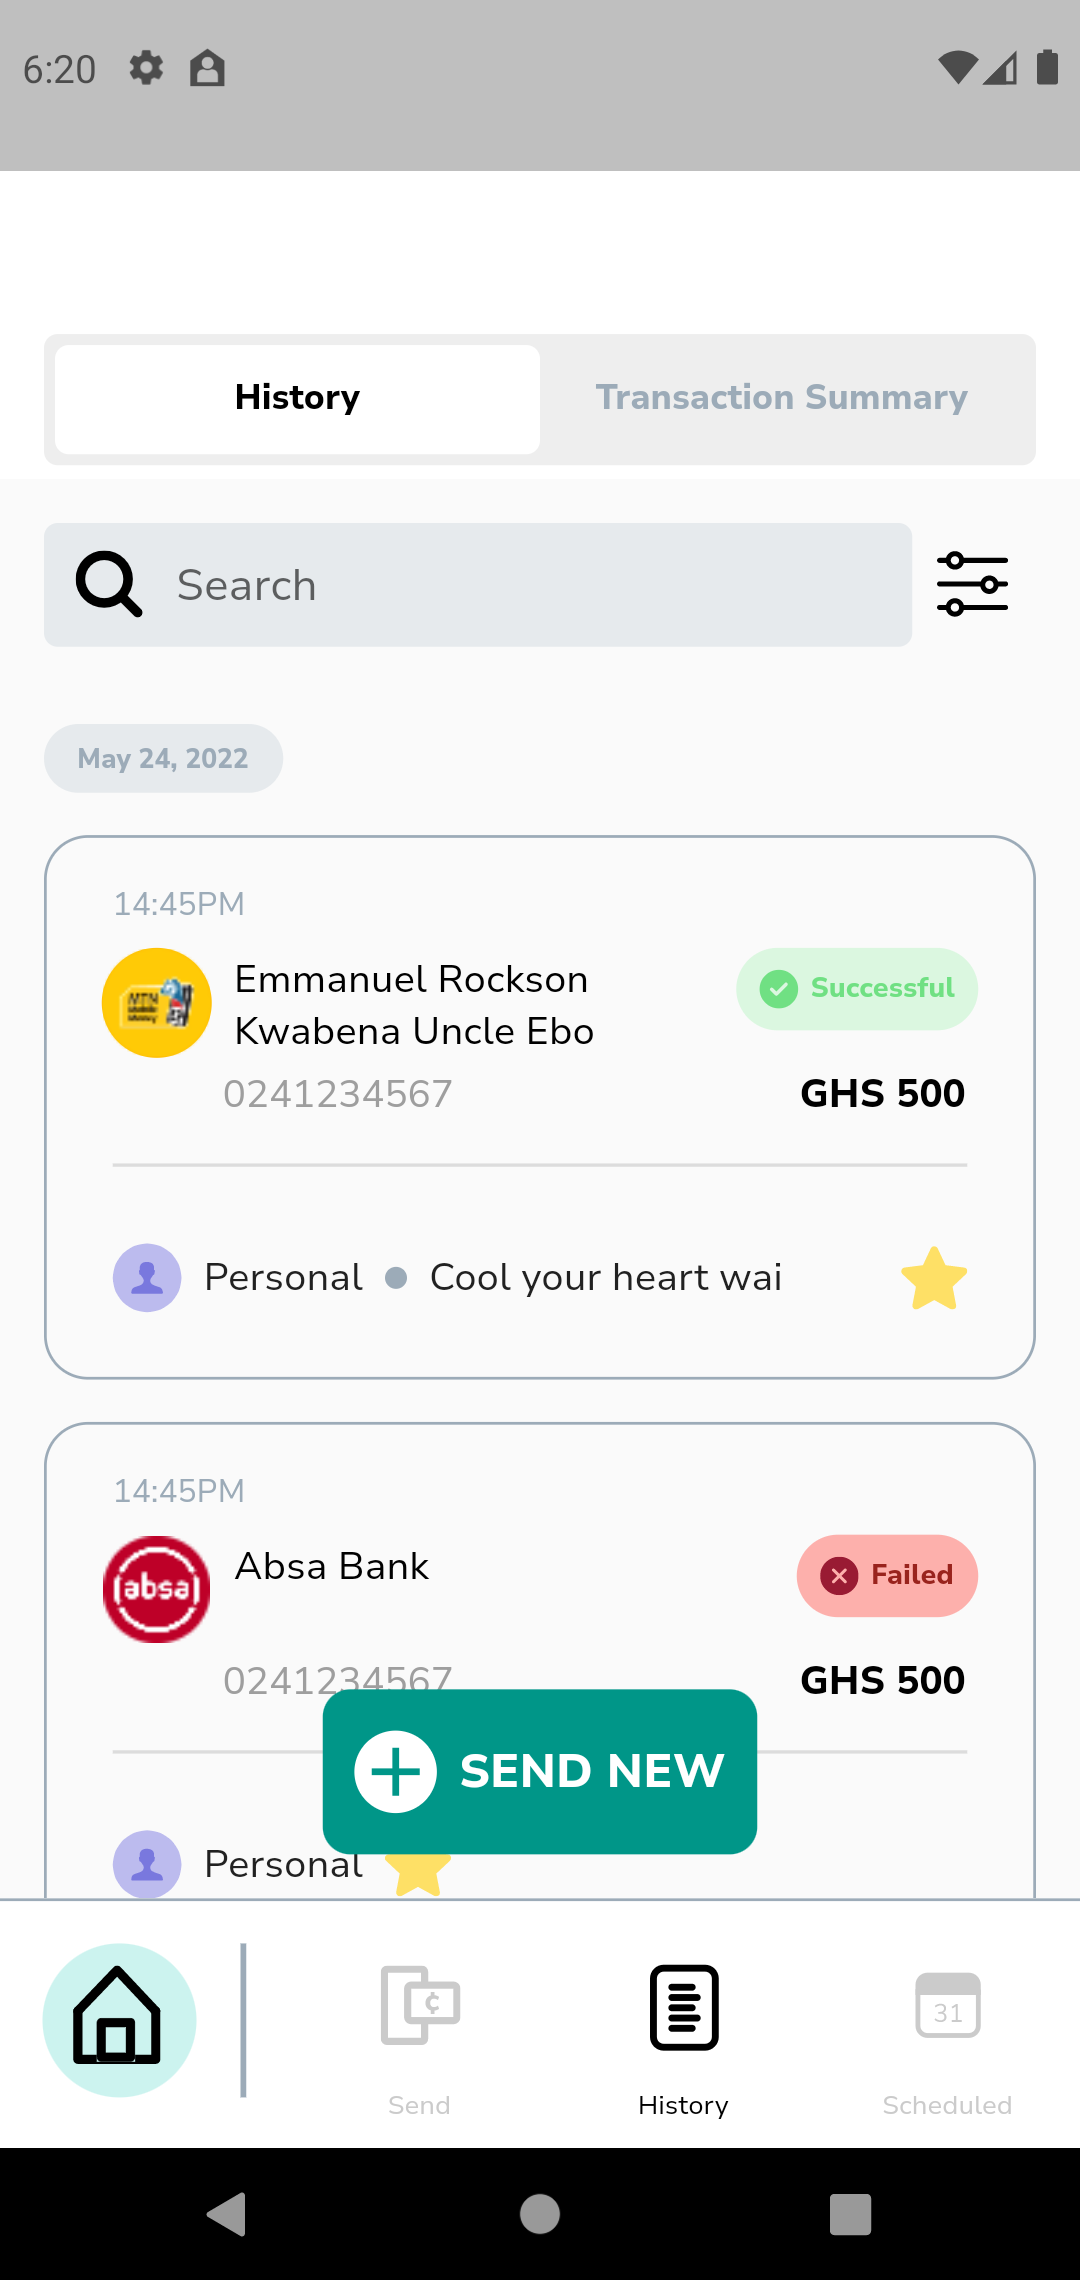 6:20
History
Transaction Summary
Search
May 24, 2022
14:45PM
Emmanuel Rockson
Kwabena Uncle Ebo
Successful
0241234567
GHS 500
Personal
Cool your heart wai
14:45PM
Absa Bank
absa
Failed
0241234567
GHS 500
SEND NEW
Personal
¢
31
Send
History
Scheduled